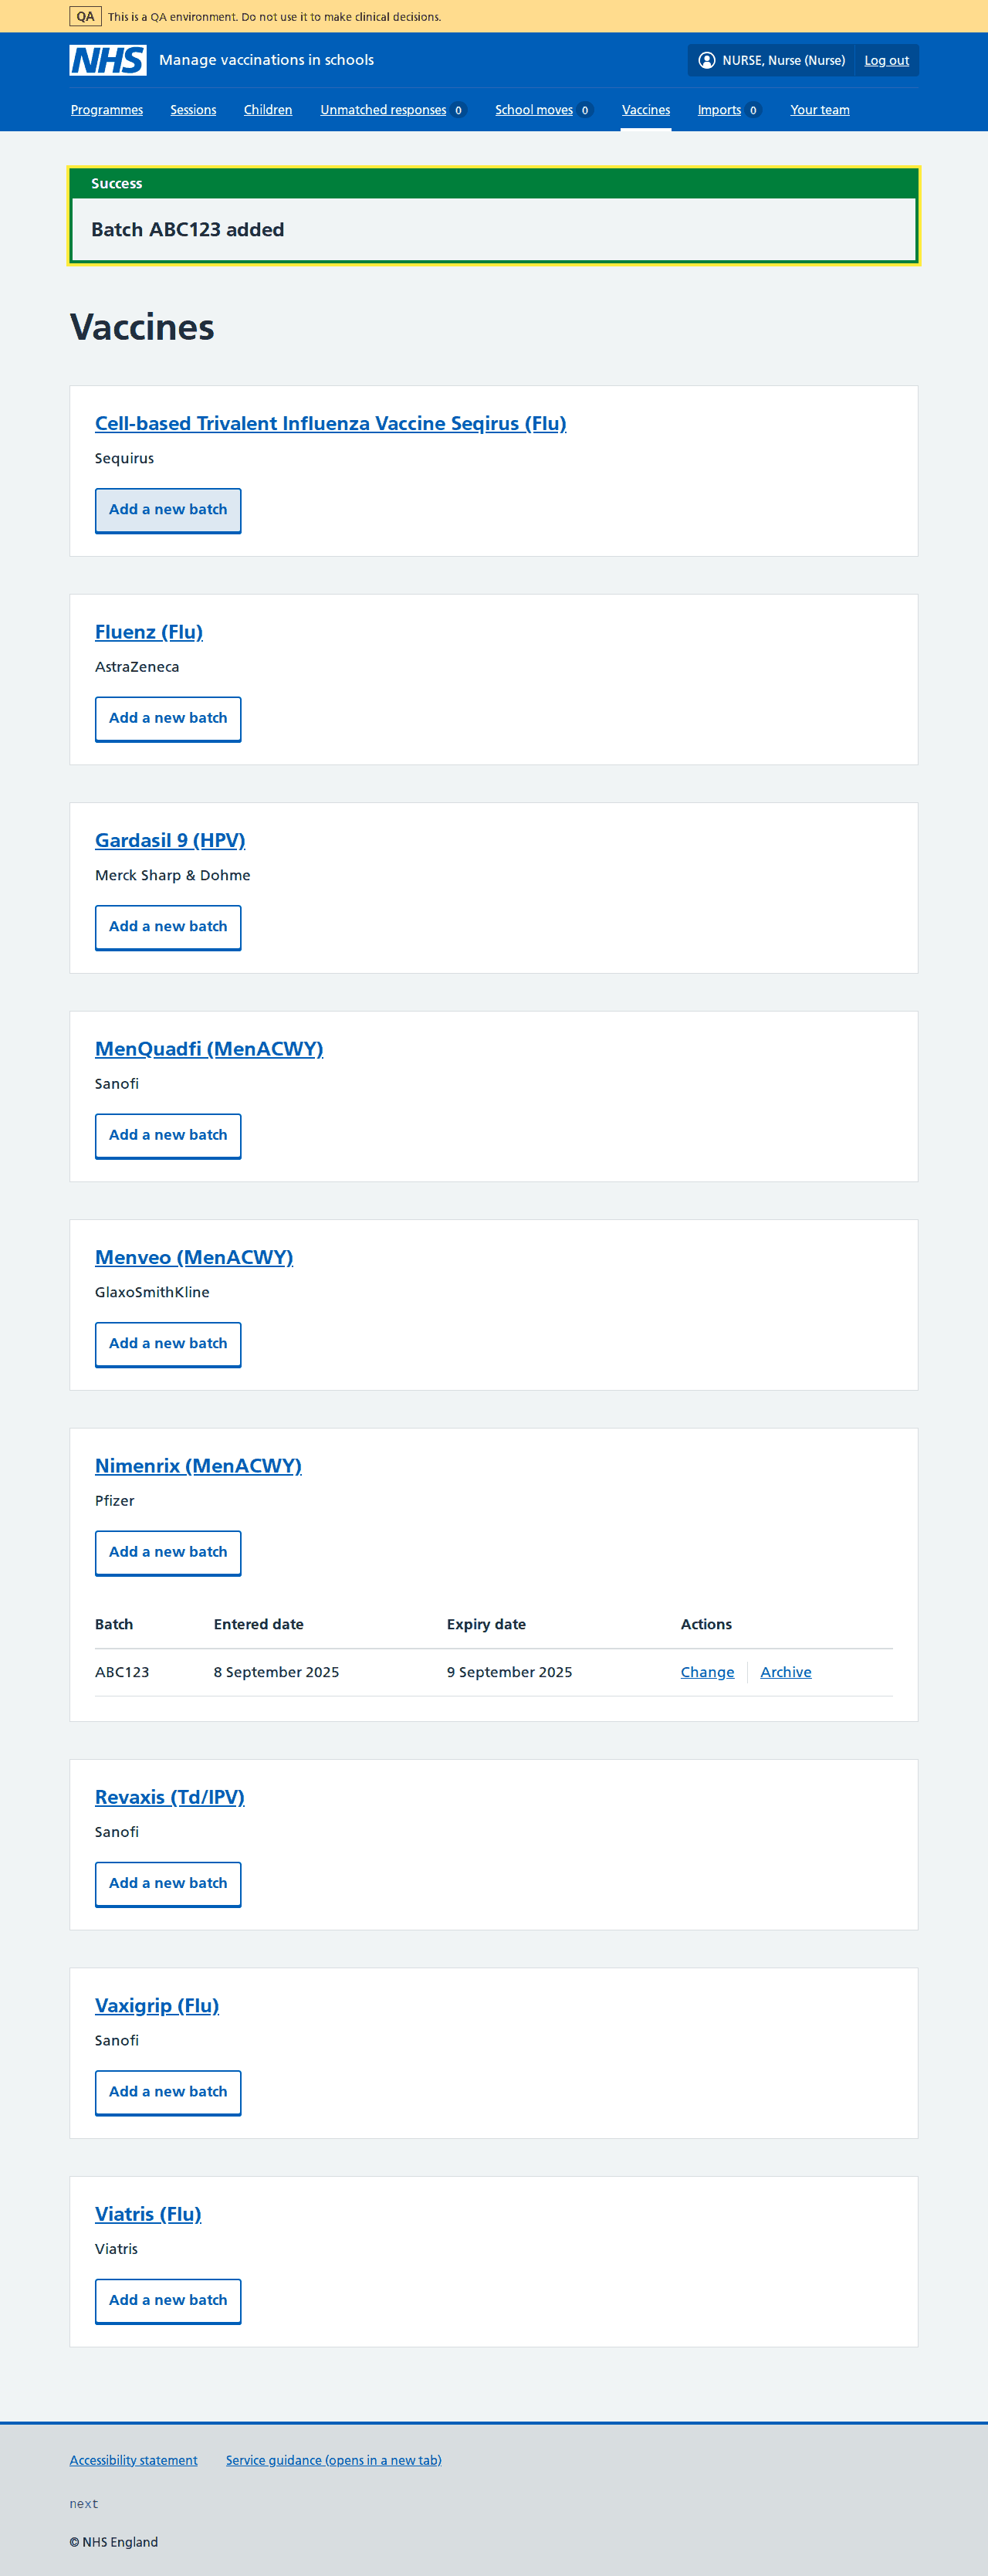 QA This is a QA environment. Do not use it to make clinical decisions.
NHS Manage vaccinations in schools NURSE, Nurse (Nurse) Log out
Programmes Sessions Children Unmatched responses 0 School moves 0 Vaccines Imports 0 Your team
Success
Batch ABC123 added
Vaccines
Cell-based Trivalent Influenza Vaccine Seqirus (Flu)
Sequirus
Add a new batch
Fluenz (Flu)
AstraZeneca
Add a new batch
Gardasil 9 (HPV)
Merck Sharp & Dohme
Add a new batch
MenQuadfi (MenACWY)
Sanofi
Add a new batch
Menveo (MenACWY)
GlaxoSmithKline
Add a new batch
Nimenrix (MenACWY)
Pfizer
Add a new batch
Batch Entered date Expiry date Actions
ABC123 8 September 2025 9 September 2025 Change Archive
Revaxis (Td/IPV)
Sanofi
Add a new batch
Vaxigrip (Flu)
Sanofi
Add a new batch
Viatris (Flu)
Viatris
Add a new batch
Accessibility statement Service guidance (opens in a new tab)
next
© NHS England